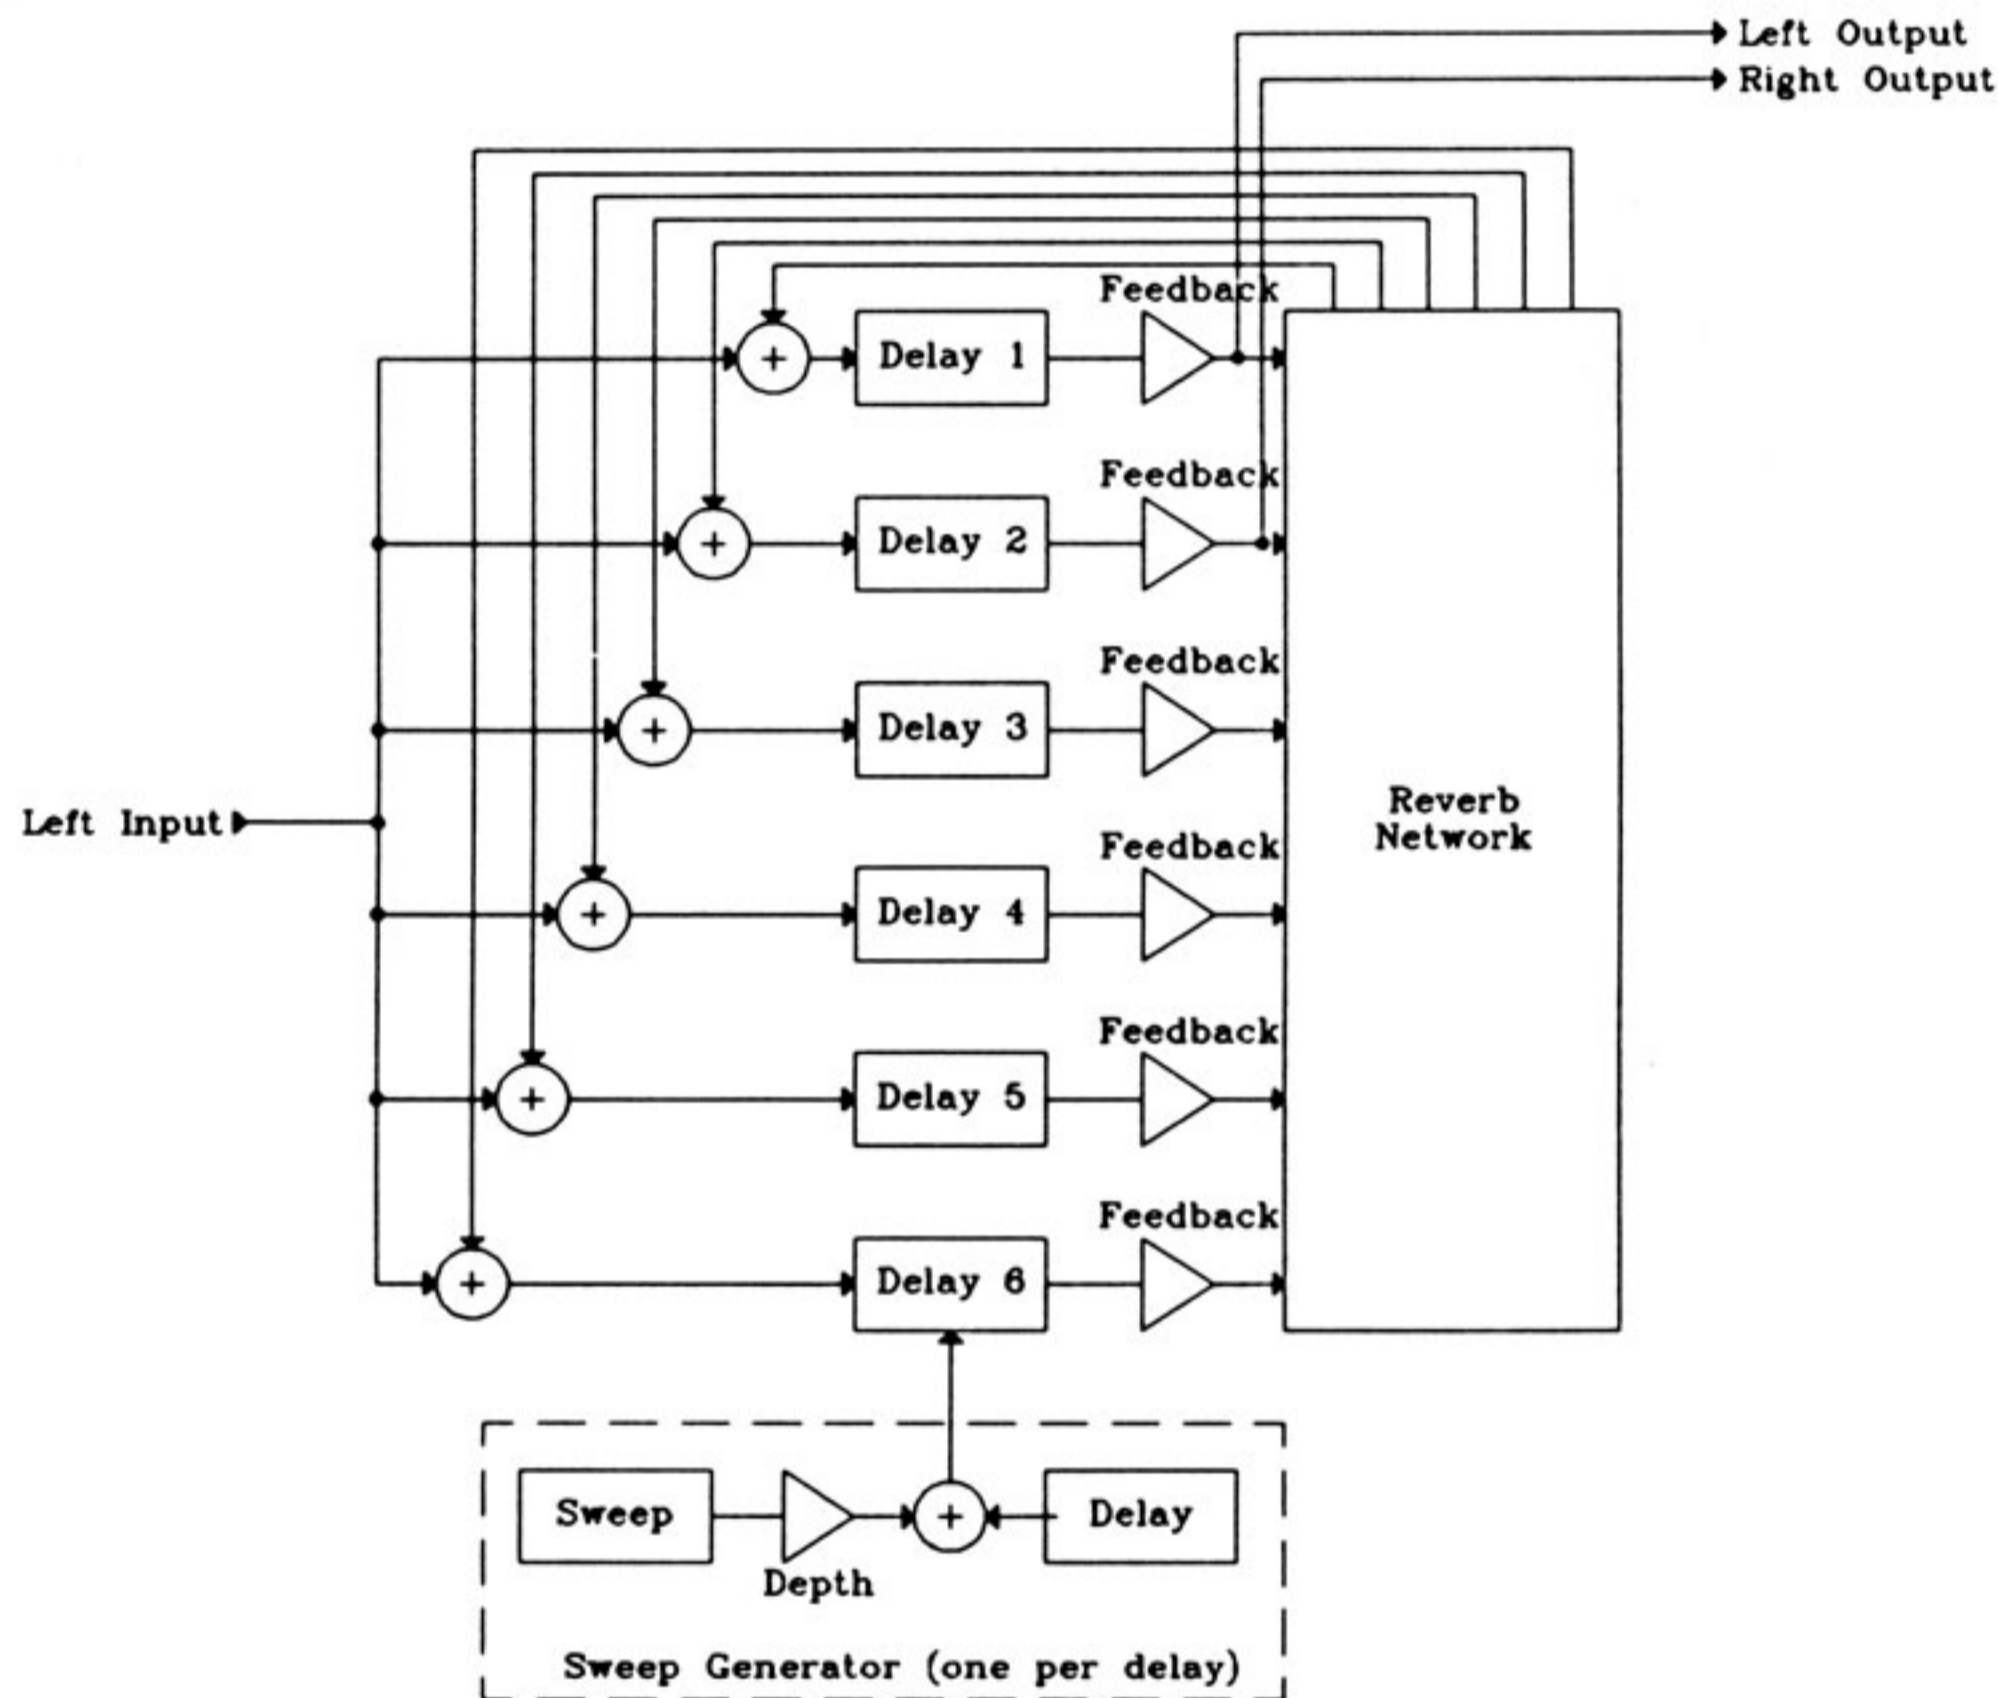 Left Output
Right Output
Feedback
+
Delay 1
Feedback
+
Delay 2
Feedback
+
Delay 3
Left Input
Reverb
Network
Feedback
+
Delay 4
Feedback
+
Delay 5
Feedback
+
Delay 6
Sweep
+
Delay
Depth
Sweep Generator (one per delay)